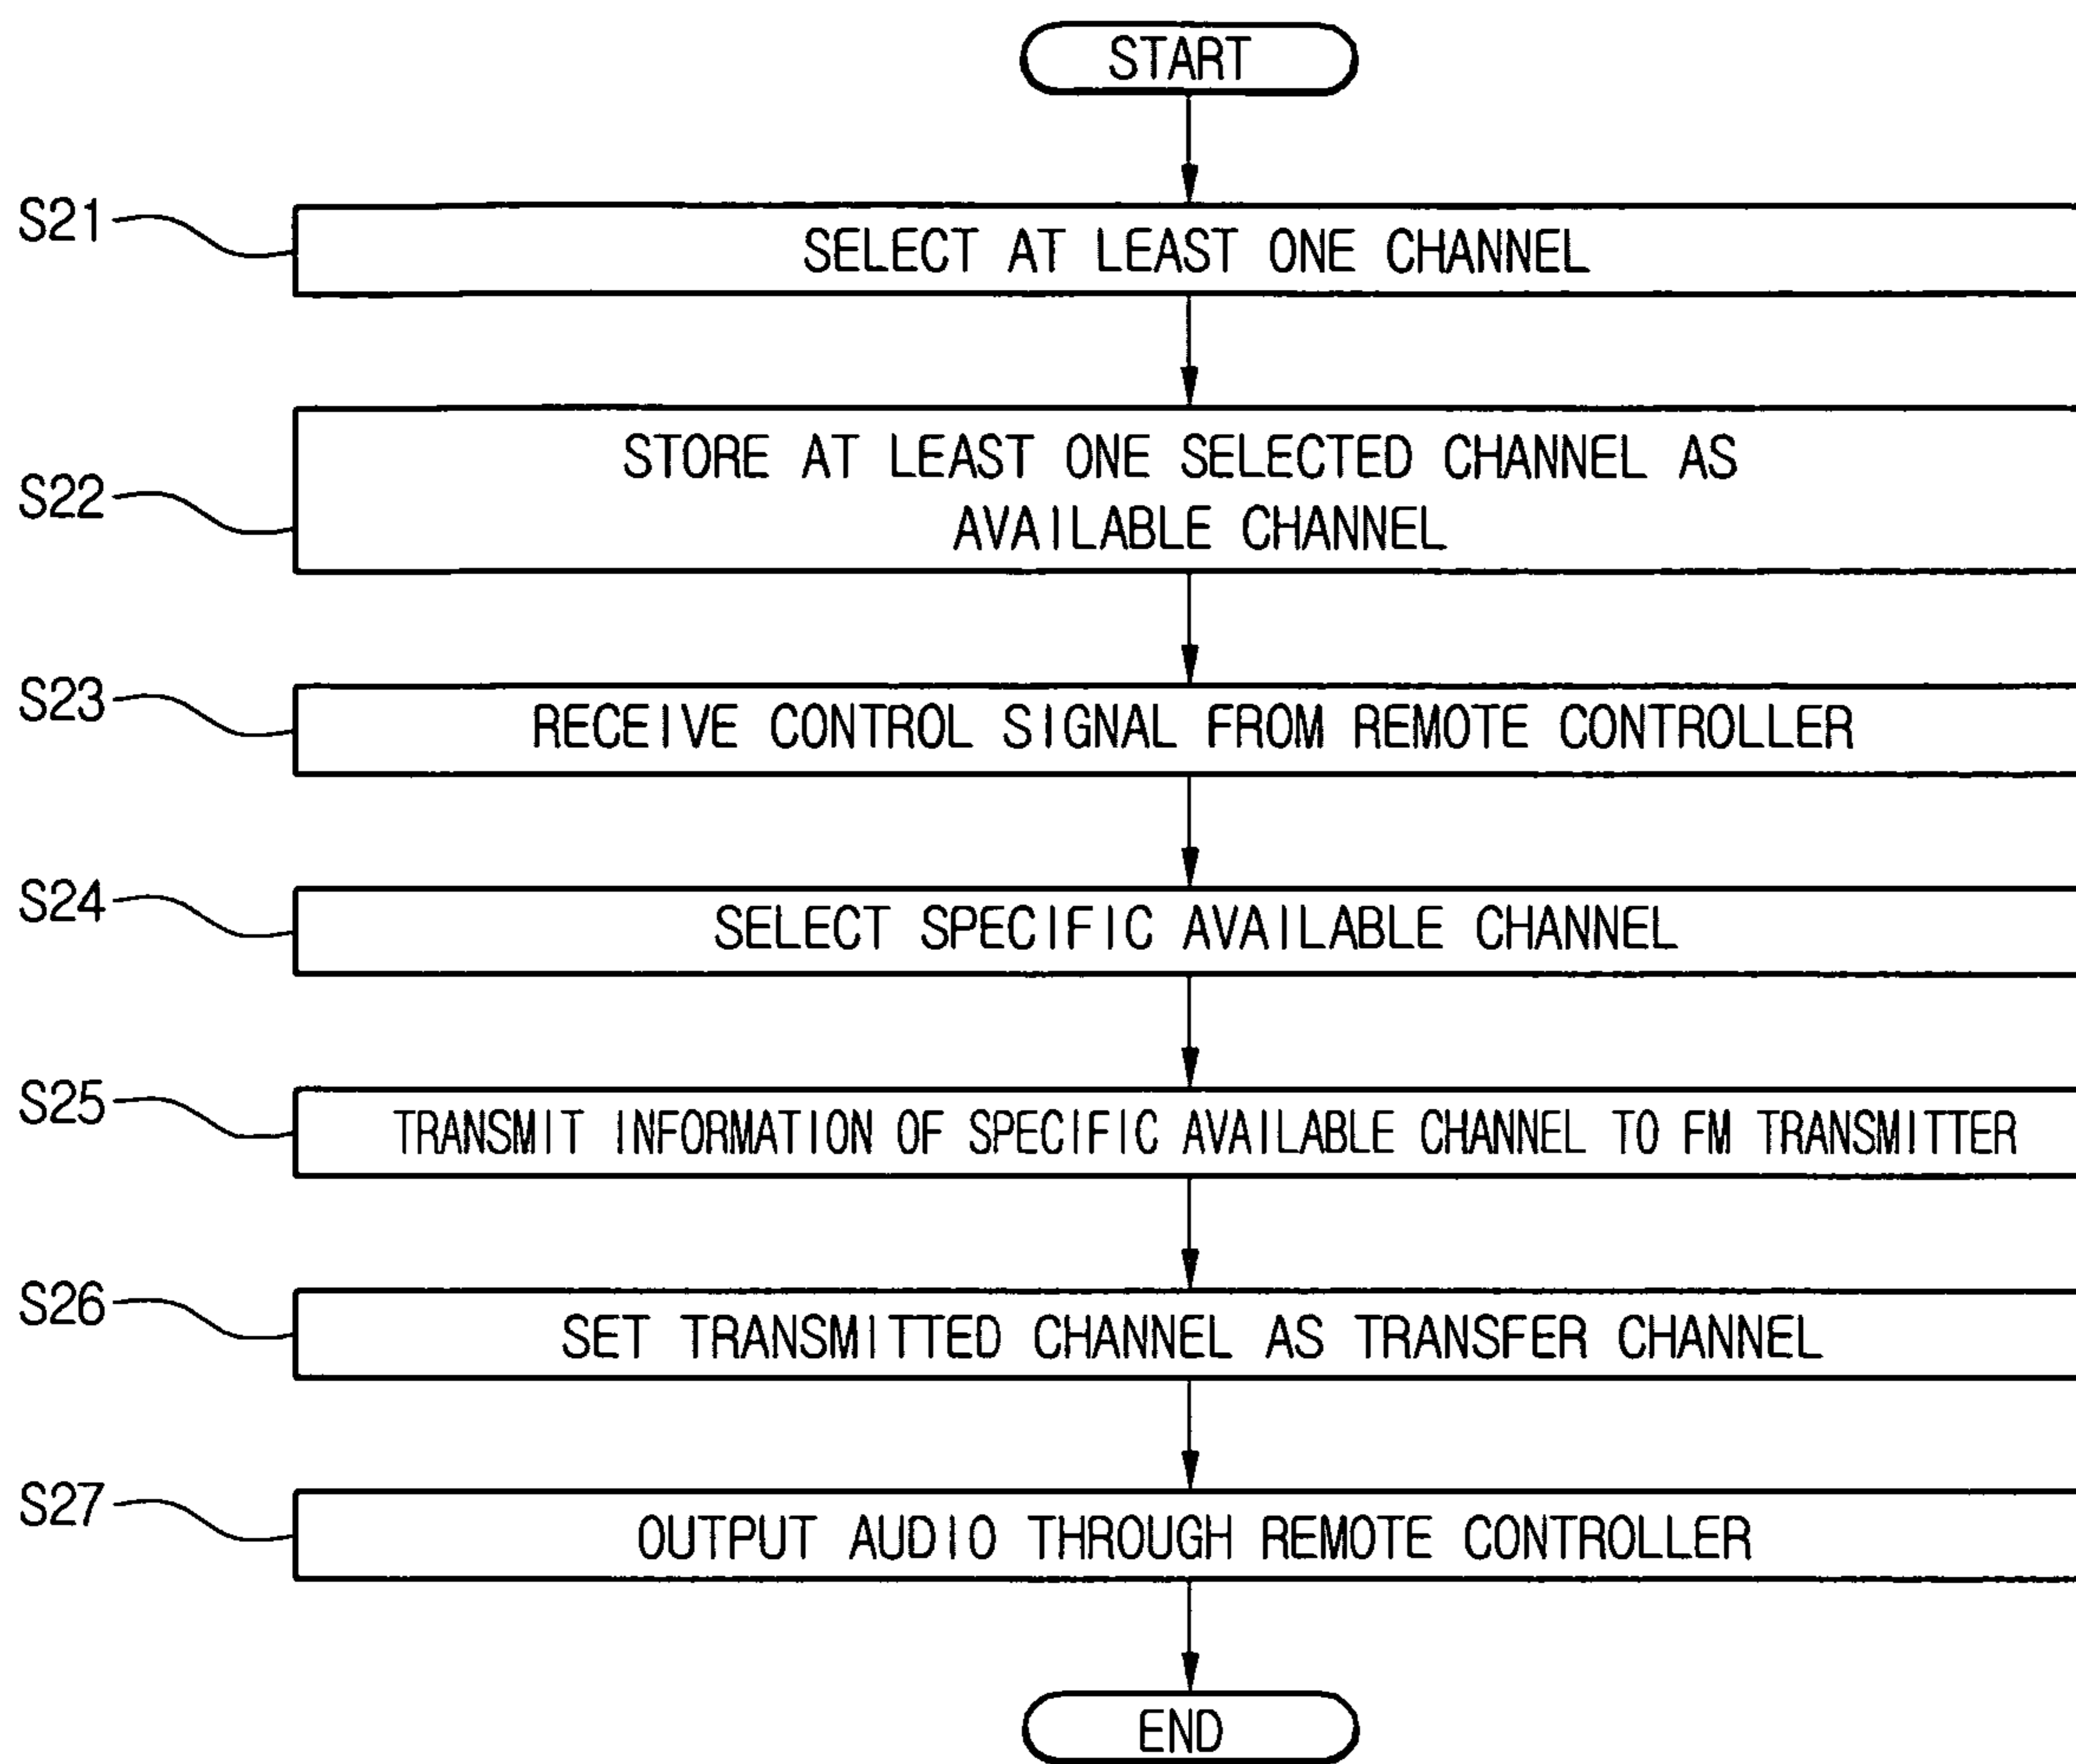 START
S21
SELECT AT LEAST ONE CHANNEL
S22
STORE AT LEAST ONE SELECTED CHANNEL AS
AVAILABLE CHANNEL
S23
RECEIVE CONTROL SIGNAL FROM REMOTE CONTROLLER
S24
SELECT SPECIFIC AVAILABLE CHANNEL
S25
TRANSMIT INFORMATION OF SPECIFIC AVAILABLE CHANNEL TO FM TRANSMITTER
S26
SET TRANSMITTED CHANNEL AS TRANSFER CHANNEL
S27
OUTPUT AUDIO THROUGH REMOTE CONTROLLER
END